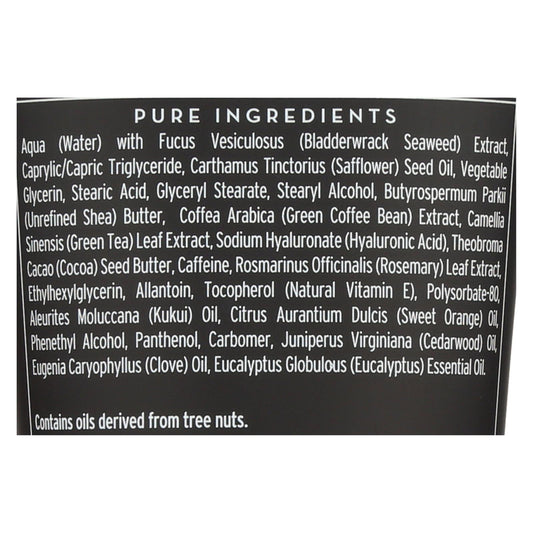 PURE INGREDIENTS
Aqua (Water) with Fucus Vesiculosus (Bladderwrack Seaweed) Extract,
Caprylic/Capric Triglyceride, Carthamus Tinctorius (Safflower) Seed Oil, Vegetable
Glycerin, Stearic Acid, Glyceryl Stearate, Stearyl Alcohol, Butyrospermum Parkii
(Unrefined Shea) Butter, Coffea Arabica (Green Coffee Bean) Extract, Camellia
Sinensis (Green Tea) Leaf Extract, Sodium Hyaluronate (Hyaluronic Acid), Theobroma
Cacao (Cocoa) Seed Butter, Caffeine, Rosmarinus Officinalis (Rosemary) Leaf Extract,
Ethylhexylglycerin, Allantoin, Tocopherol (Natural Vitamin E), Polysorbate-80,
Aleurites Moluccana (Kukui) Oil, Citrus Aurantium Dulcis (Sweet Orange) Oil,
Phenethyl Alcohol, Panthenol, Carbomer, Juniperus Virginiana (Cedarwood) Oil,
Eugenia Caryophyllus (Clove) Oil, Eucalyptus Globulous (Eucalyptus) Essential Oil.
Contains oils derived from tree nuts.